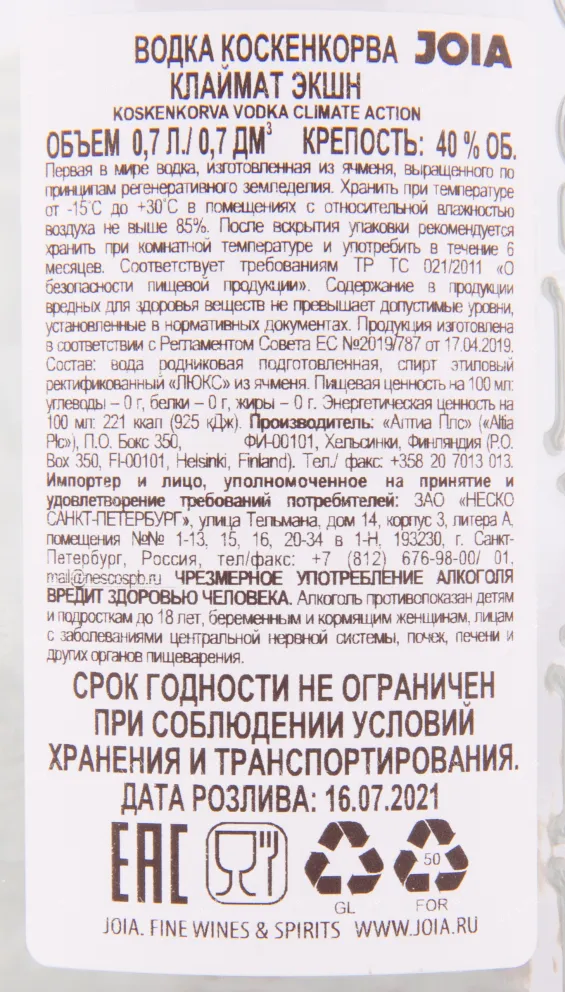 ВОДКА КОСКЕНКОРВА JOIA
КЛАЙМАТ ЭКШН
KOSKENKORVA VODKA CLIMATE ACTION
ОБЪЕМ 0,7 Л./ 0,7 ДМ³ КРЕПОСТЬ: 40 % ОБ.
Первая в мире водка, изготовленная из ячменя, выращенного по
принципам регенеративного земледелия. Хранить при температуре
от -15˚С до +30˚С в помещениях с относительной влажностью
воздуха не выше 85%. После вскрытия упаковки рекомендуется
хранить при комнатной температуре и употребить в течение 6
месяцев. Соответствует требованиям ТР ТС 021/2011 «О
безопасности пищевой продукции». Содержание в продукции
вредных для здоровья веществ не превышает допустимые уровни,
установленные в нормативных документах. Продукция изготовлена
в соответствии с Регламентом Совета ЕС №2019/787 от 17.04.2019.
Состав: вода родниковая подготовленная, спирт этиловый
ректификованный «ЛЮКС» из ячменя. Пищевая ценность на 100 мл:
углеводы – 0 г, белки – 0 г, жиры – 0 г. Энергетическая ценность на
100 мл: 221 ккал (925 кДж). Производитель: «Алтиа Плс» («Altia
Plc»), П.О. Бокс 350, ФИ-00101, Хельсинки, Финляндия (P.O.
Box 350, FI-00101, Helsinki, Finland). Тел./ факс: +358 20 7013 013.
Импортер и лицо, уполномоченное на принятие и
удовлетворение требований потребителей: ЗАО «НЕСКО
САНКТ-ПЕТЕРБУРГ», улица Тельмана, дом 14, корпус 3, литера А,
помещения №№ 1-13, 15, 16, 20-34 в 1-Н, 193230, г. Санкт-
Петербург, Россия, тел/факс: +7 (812) 676-98-00/ 01,
mail@nescospb.ru ЧРЕЗМЕРНОЕ УПОТРЕБЛЕНИЕ АЛКОГОЛЯ
ВРЕДИТ ЗДОРОВЬЮ ЧЕЛОВЕКА. Алкоголь противопоказан детям
и подросткам до 18 лет, беременным и кормящим женщинам, лицам
с заболеваниями центральной нервной системы, почек, печени и
других органов пищеварения.
СРОК ГОДНОСТИ НЕ ОГРАНИЧЕН
ПРИ СОБЛЮДЕНИИ УСЛОВИЙ
ХРАНЕНИЯ И ТРАНСПОРТИРОВАНИЯ.
ДАТА РОЗЛИВА: 16.07.2021
ЕАС 50
GL FOR
JOIA. FINE WINES & SPIRITS WWW.JOIA.RU